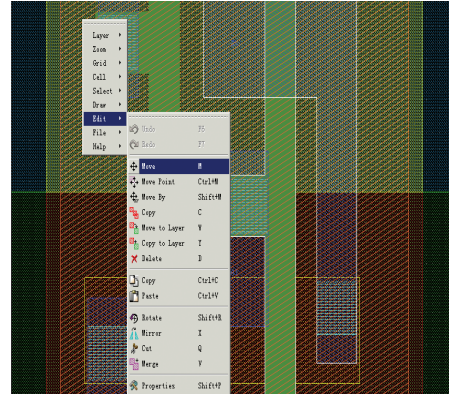 Layer
Zoom
Grid
Cell
Select
Draw
Edit
File
Help
Undo F5
Redo F7
Move M
Move Point Ctrl+M
Move By Shift+M
Copy C
Move to Layer W
Copy to Layer Y
Delete D
Copy Ctrl+C
Paste Ctrl+V
Rotate Shift+R
Mirror X
Cut Q
Merge V
Properties Shift+P